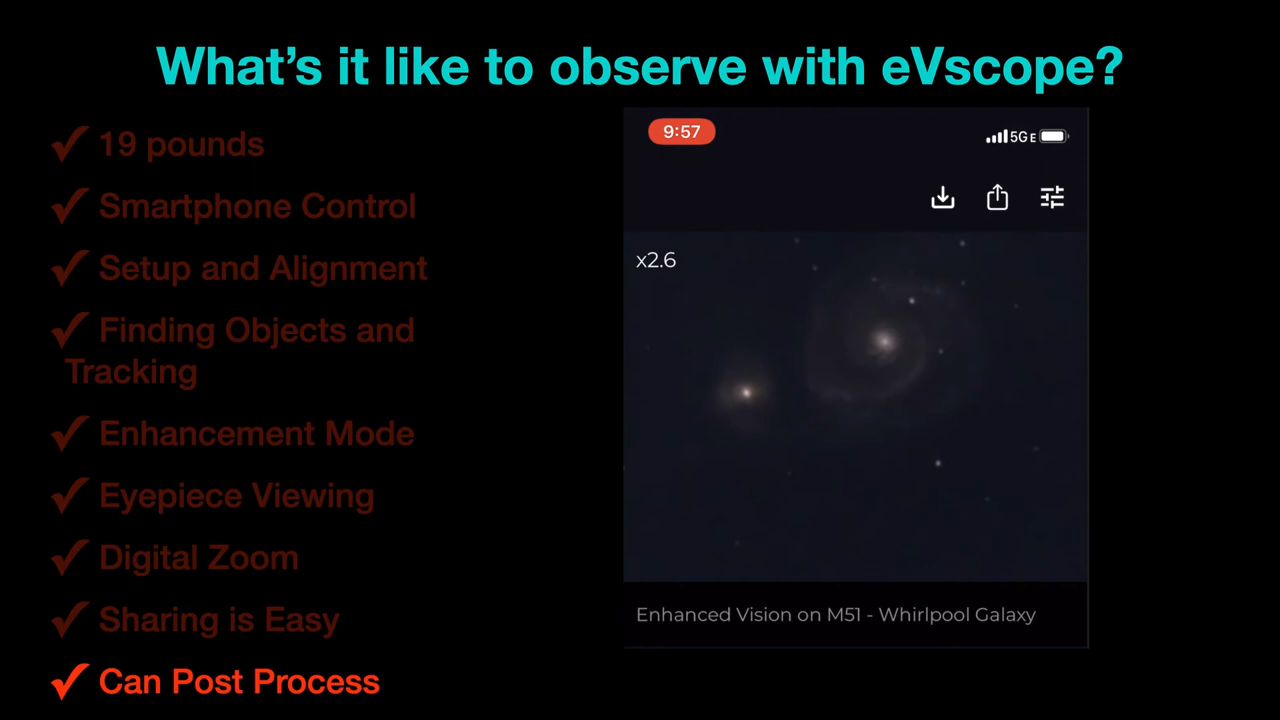 What's it like to observe with eVscope?
✓ 19 pounds
✓ Smartphone Control
✓ Setup and Alignment
✓ Finding Objects and
Tracking
✓ Enhancement Mode
✓ Eyepiece Viewing
✓ Digital Zoom
✓ Sharing is Easy
✓ Can Post Process
9:57
5G E
x2.6
Enhanced Vision on M51 - Whirlpool Galaxy